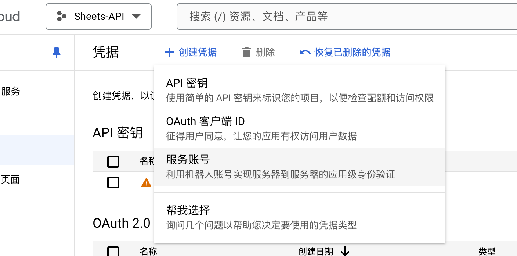 oud
Sheets-API
搜索 (/) 资源、文档、产品等
凭据
创建凭据
删除
恢复已删除的凭据
服务
页面
API 密钥
使用简单的 API 密钥来标识您的项目，以便检查配额和访问权限
OAuth 客户端 ID
征得用户同意，让您的应用有权访问用户数据
服务账号
利用机器人账号实现服务器到服务器的应用级身份验证
帮我选择
询问几个问题以帮助您决定要使用的凭据类型
创建凭据，以
API 密钥
名称
OAuth 2.0
名称
创建日期
类型